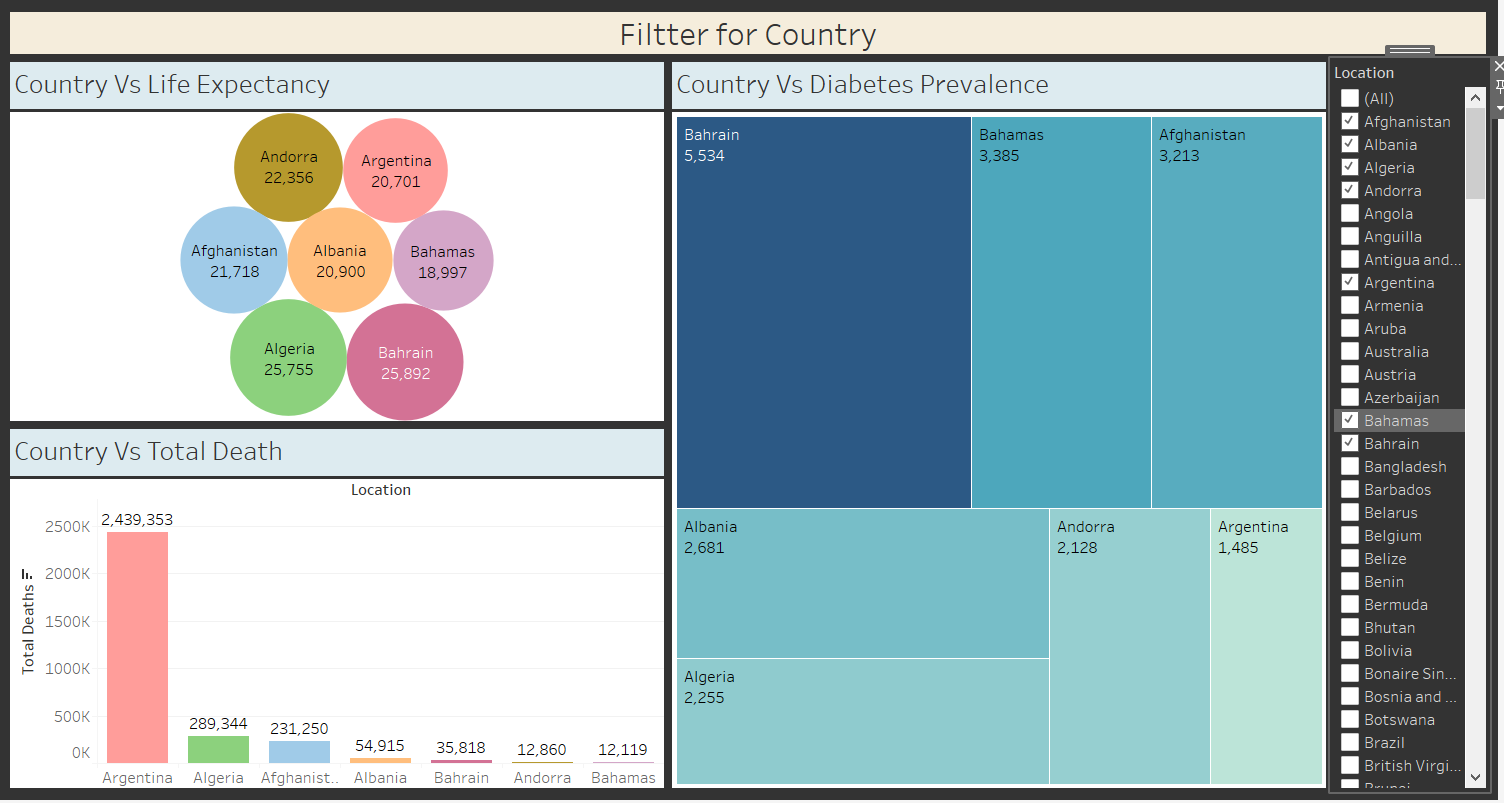 Filtter for Country
Country Vs Life Expectancy
Andorra
22,356
Argentina
20,701
Afghanistan
21,718
Albania
20,900
Bahamas
18,997
Algeria
25,755
Bahrain
25,892
Country Vs Total Death
Location
Total Deaths
2500K
2000K
1500K
1000K
500K
0K
2,439,353
289,344
231,250
54,915
35,818
12,860
12,119
Argentina
Algeria
Afghanist..
Albania
Bahrain
Andorra
Bahamas
Country Vs Diabetes Prevalence
Bahrain
5,534
Bahamas
3,385
Afghanistan
3,213
Albania
2,681
Algeria
2,255
Andorra
2,128
Argentina
1,485
Location
(All)
Afghanistan
Albania
Algeria
Andorra
Angola
Anguilla
Antigua and...
Argentina
Armenia
Aruba
Australia
Austria
Azerbaijan
Bahamas
Bahrain
Bangladesh
Barbados
Belarus
Belgium
Belize
Benin
Bermuda
Bhutan
Bolivia
Bonaire Sin...
Bosnia and ...
Botswana
Brazil
British Virgi...
Brunei